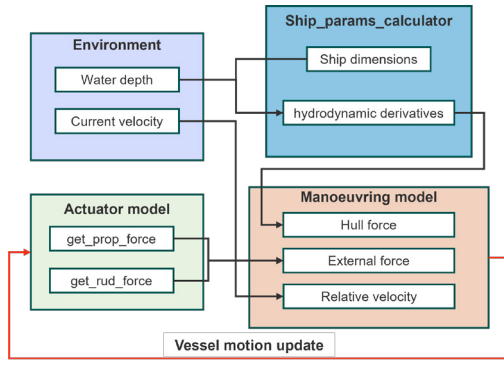 Environment
Water depth
Current velocity
Ship_params_calculator
Ship dimensions
hydrodynamic derivatives
Actuator model
get_prop_force
get_rud_force
Manoeuvring model
Hull force
External force
Relative velocity
Vessel motion update